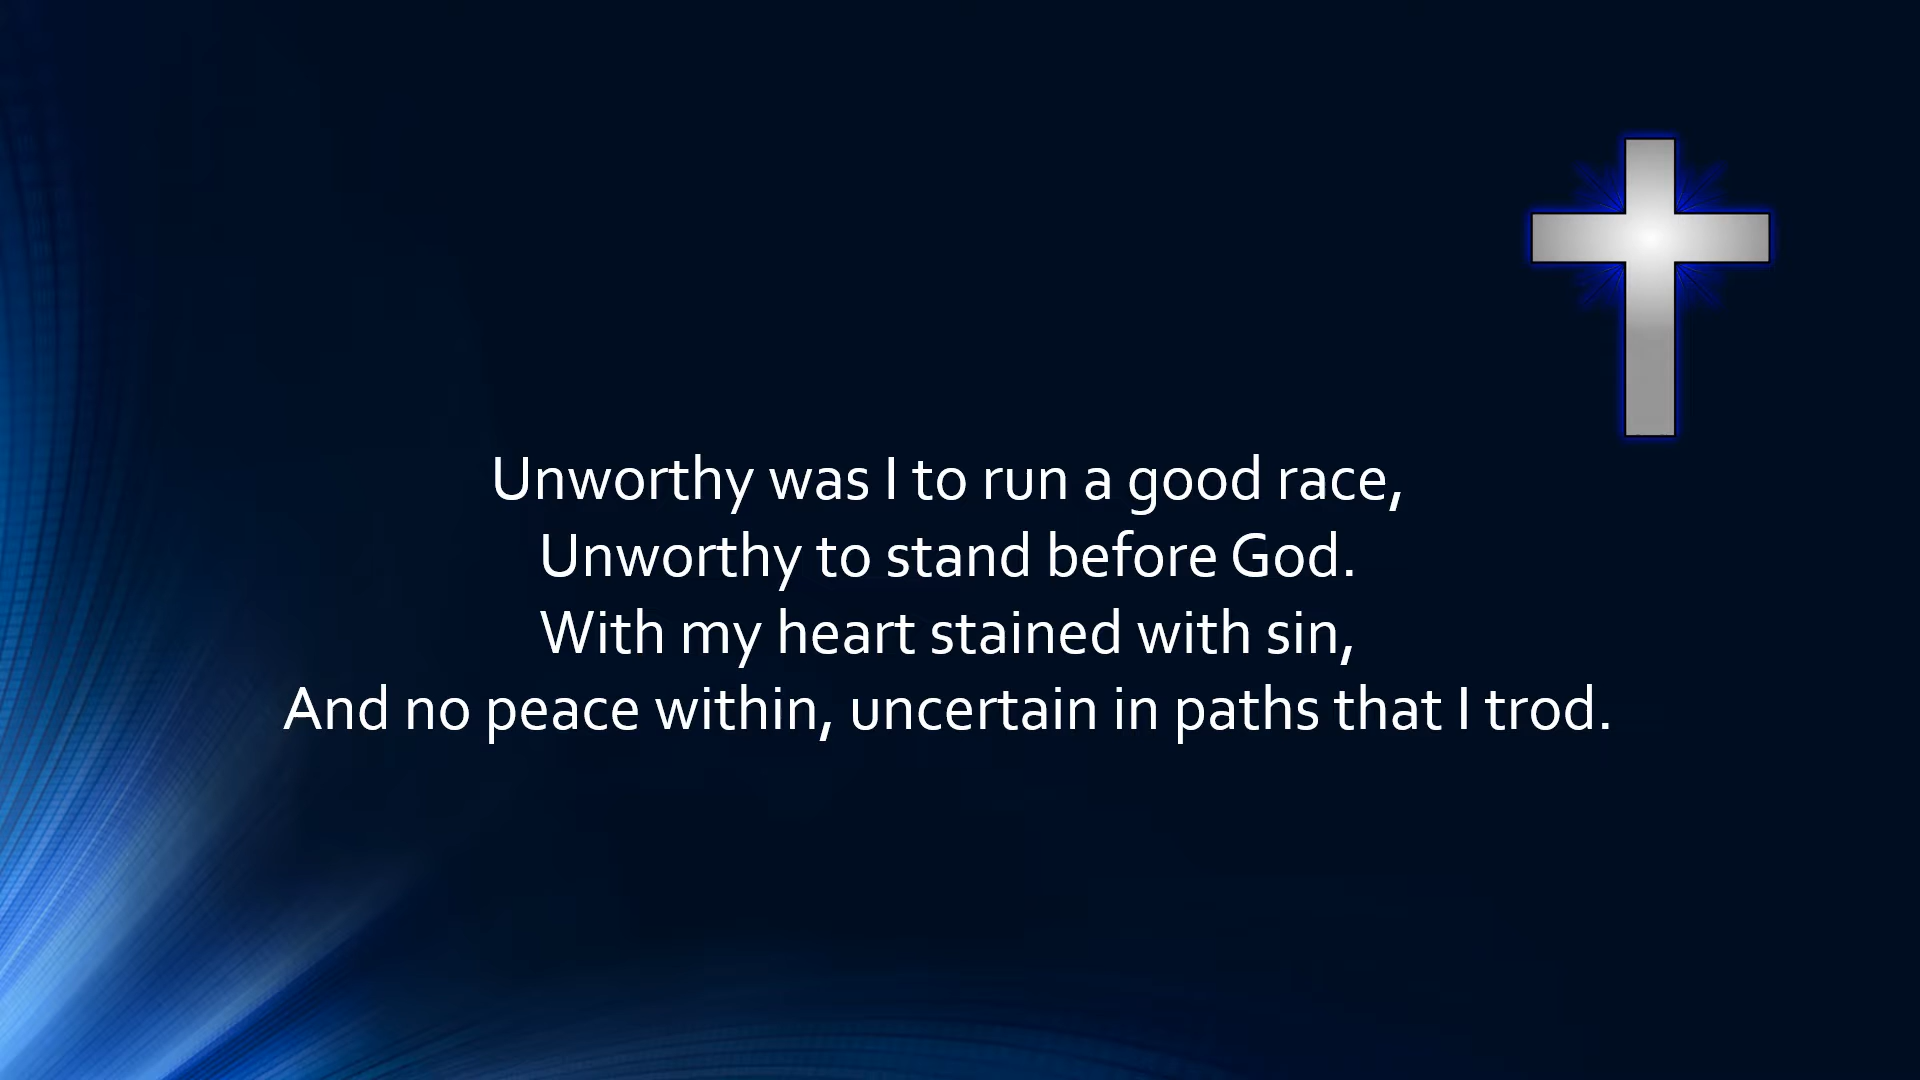 Unworthy was I to run a good race,
Unworthy to stand before God.
With my heart stained with sin,
And no peace within, uncertain in paths that I trod.